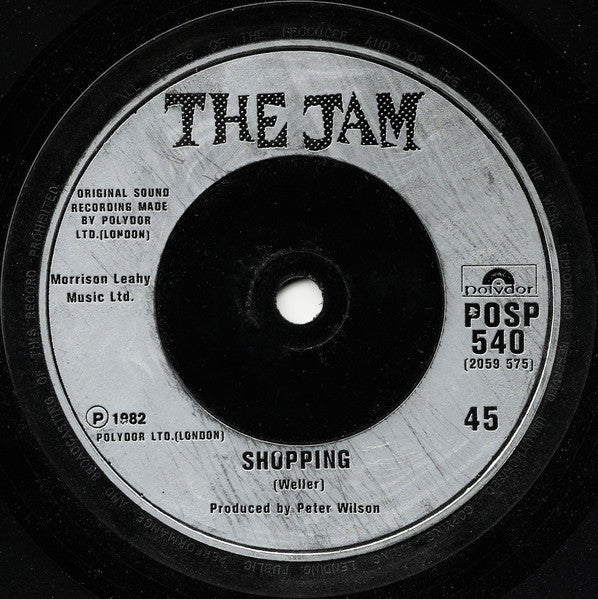 THE JAM
ORIGINAL SOUND
RECORDING MADE
BY POLYDOR
LTD.(LONDON)
Morrison Leahy
Music Ltd.
polydor
POSP
540
(2059 575)
Ⓟ 1982
POLYDOR LTD.(LONDON)
45
SHOPPING
(Weller)
Produced by Peter Wilson